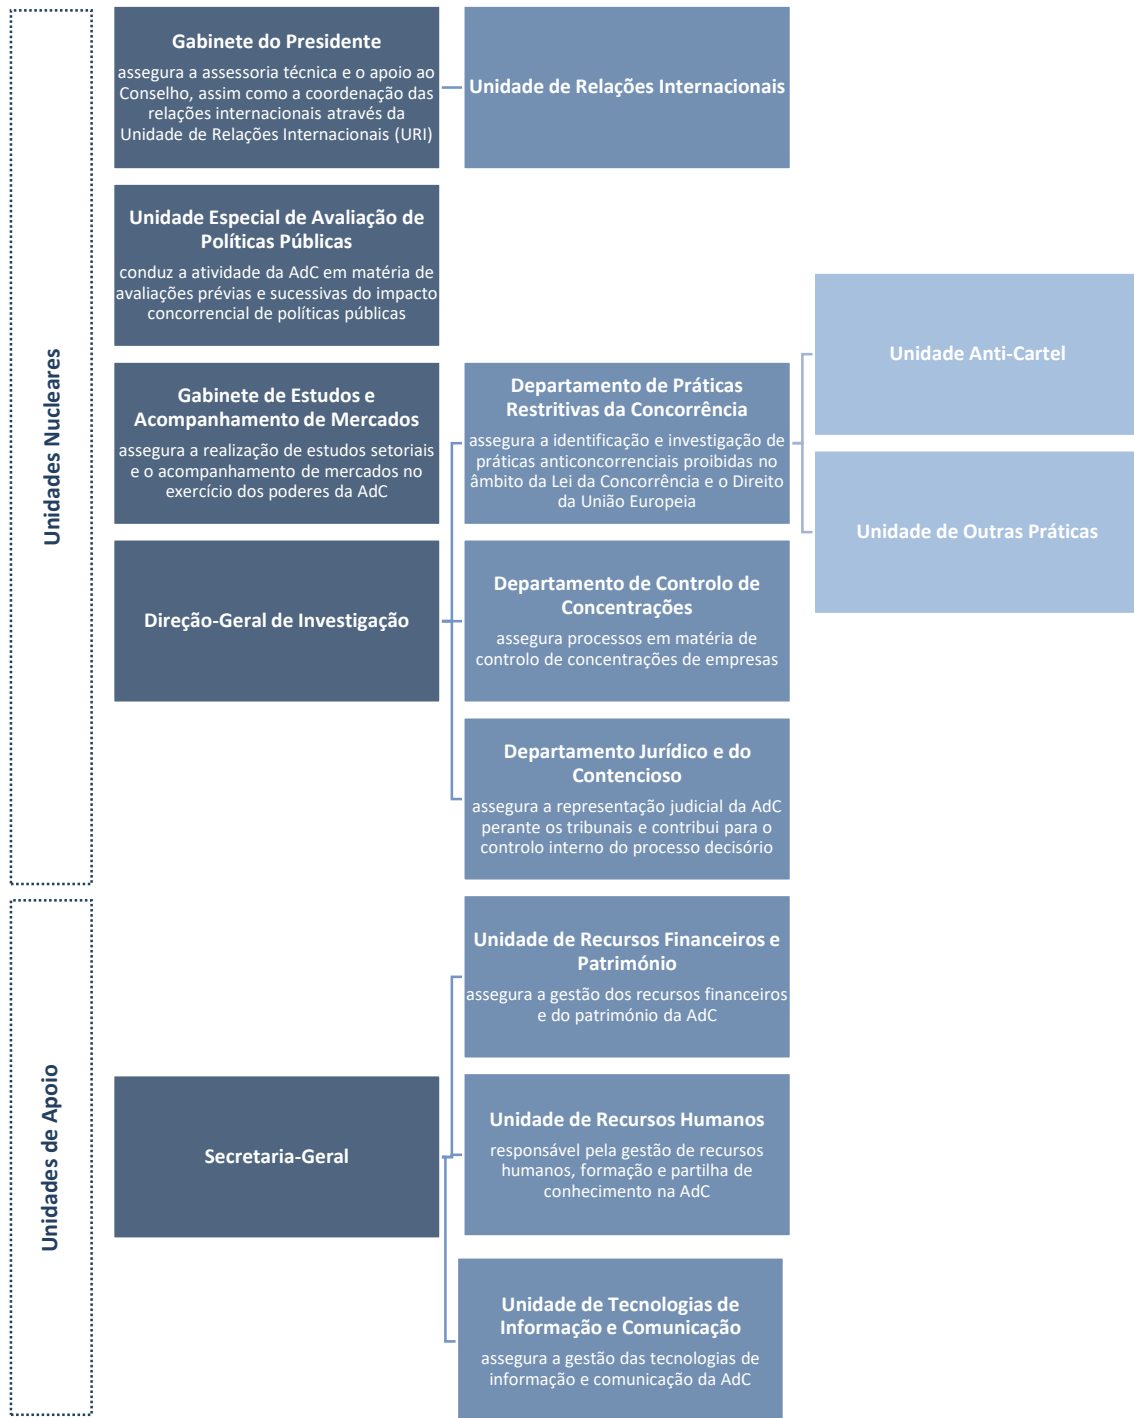 Unidades Nucleares
Gabinete do Presidente
assegura a assessoria técnica e o apoio ao
Conselho, assim como a coordenação das
relações internacionais através da
Unidade de Relações Internacionais (URI)
Unidade de Relações Internacionais
Unidade Especial de Avaliação de
Políticas Públicas
conduz a atividade da AdC em matéria de
avaliações prévias e sucessivas do impacto
concorrencial de políticas públicas
Gabinete de Estudos e
Acompanhamento de Mercados
assegura a realização de estudos setoriais
e o acompanhamento de mercados no
exercício dos poderes da AdC
Direção-Geral de Investigação
Departamento de Práticas
Restritivas da Concorrência
assegura a identificação e investigação de
práticas anticoncorrenciais proibidas no
âmbito da Lei da Concorrência e o Direito
da União Europeia
Unidade Anti-Cartel
Unidade de Outras Práticas
Departamento de Controlo de
Concentrações
assegura processos em matéria de
controlo de concentrações de empresas
Departamento Jurídico e do
Contencioso
assegura a representação judicial da AdC
perante os tribunais e contribui para o
controlo interno do processo decisório
Unidades de Apoio
Secretaria-Geral
Unidade de Recursos Financeiros e
Património
assegura a gestão dos recursos financeiros
e do património da AdC
Unidade de Recursos Humanos
responsável pela gestão de recursos
humanos, formação e partilha de
conhecimento na AdC
Unidade de Tecnologias de
Informação e Comunicação
assegura a gestão das tecnologias de
informação e comunicação da AdC